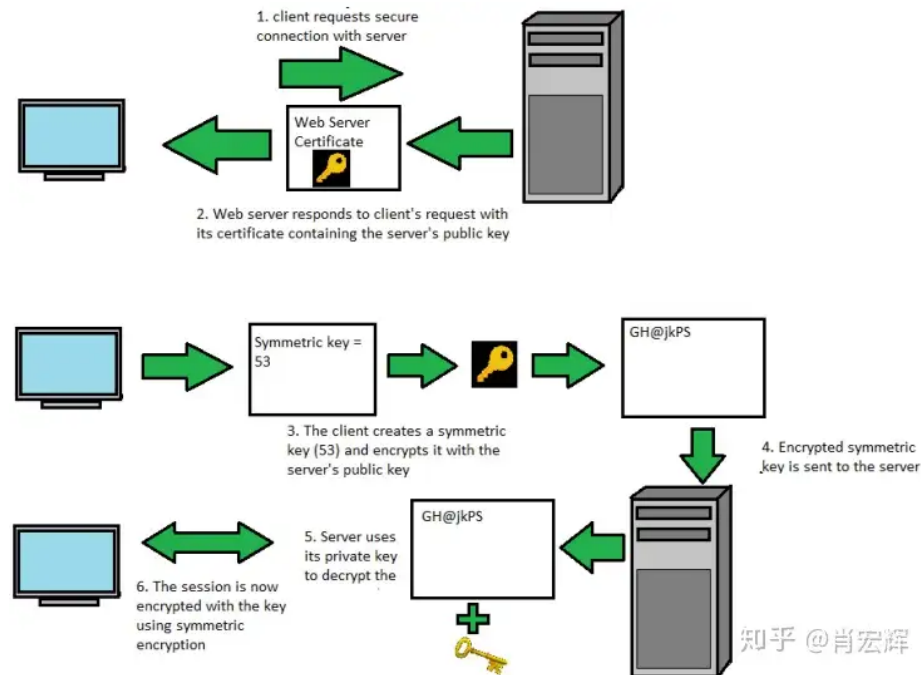 1. client requests secure
connection with server
Web Server
Certificate
2. Web server responds to client's request with
its certificate containing the server's public key
Symmetric key =
53
GH@jkPS
3. The client creates a symmetric
key (53) and encrypts it with the
server's public key
4. Encrypted symmetric
key is sent to the server
GH@jkPS
5. Server uses
its private key
to decrypt the
6. The session is now
encrypted with the key
using symmetric
encryption
知乎 @肖宏辉